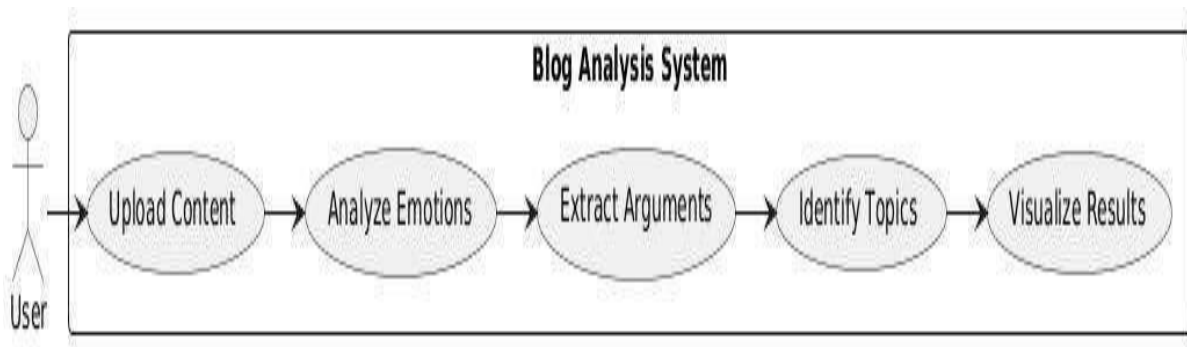 Blog Analysis System
Upload Content
Analyze Emotions
Extract Arguments
Identify Topics
Visualize Results
User